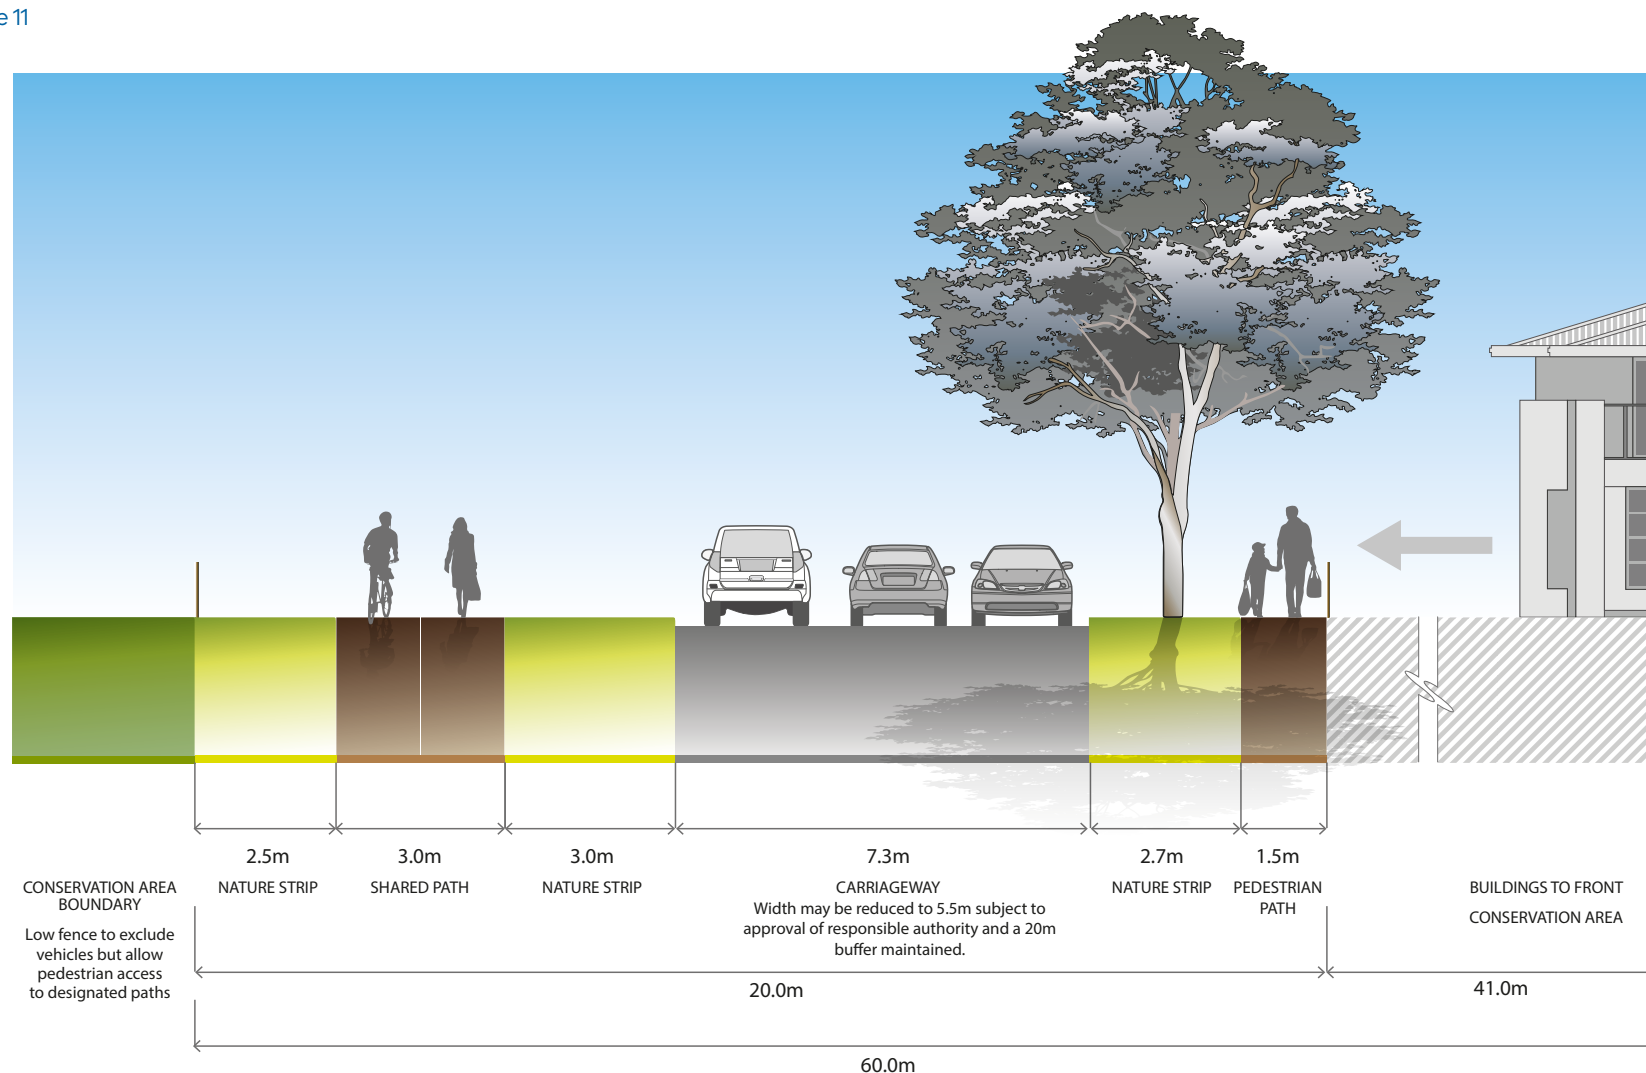 e 11
2.5m
3.0m
3.0m
7.3m
2.7m
1.5m
CONSERVATION AREA
BOUNDARY
Low fence to exclude
vehicles but allow
pedestrian access
to designated paths
NATURE STRIP
SHARED PATH
NATURE STRIP
CARRIAGEWAY
Width may be reduced to 5.5m subject to
approval of responsible authority and a 20m
buffer maintained.
NATURE STRIP
PEDESTRIAN
PATH
BUILDINGS TO FRONT
CONSERVATION AREA
20.0m
41.0m
60.0m